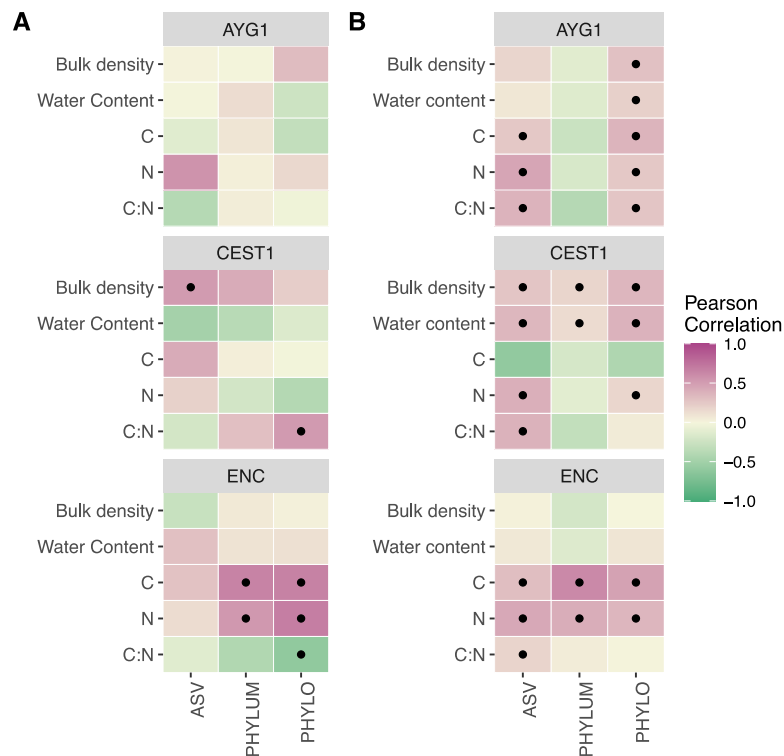 A
AYG1
Bulk density
Water Content
C
N
C:N
CEST1
Bulk density
Water Content
C
N
C:N
ENC
Bulk density
Water Content
C
N
C:N
ASV
PHYLUM
PHYLO
B
AYG1
Bulk density
Water content
C
N
C:N
CEST1
Bulk density
Water content
C
N
C:N
ENC
Bulk density
Water content
C
N
C:N
ASV
PHYLUM
PHYLO
Pearson
Correlation
1.0
0.5
0.0
−0.5
−1.0